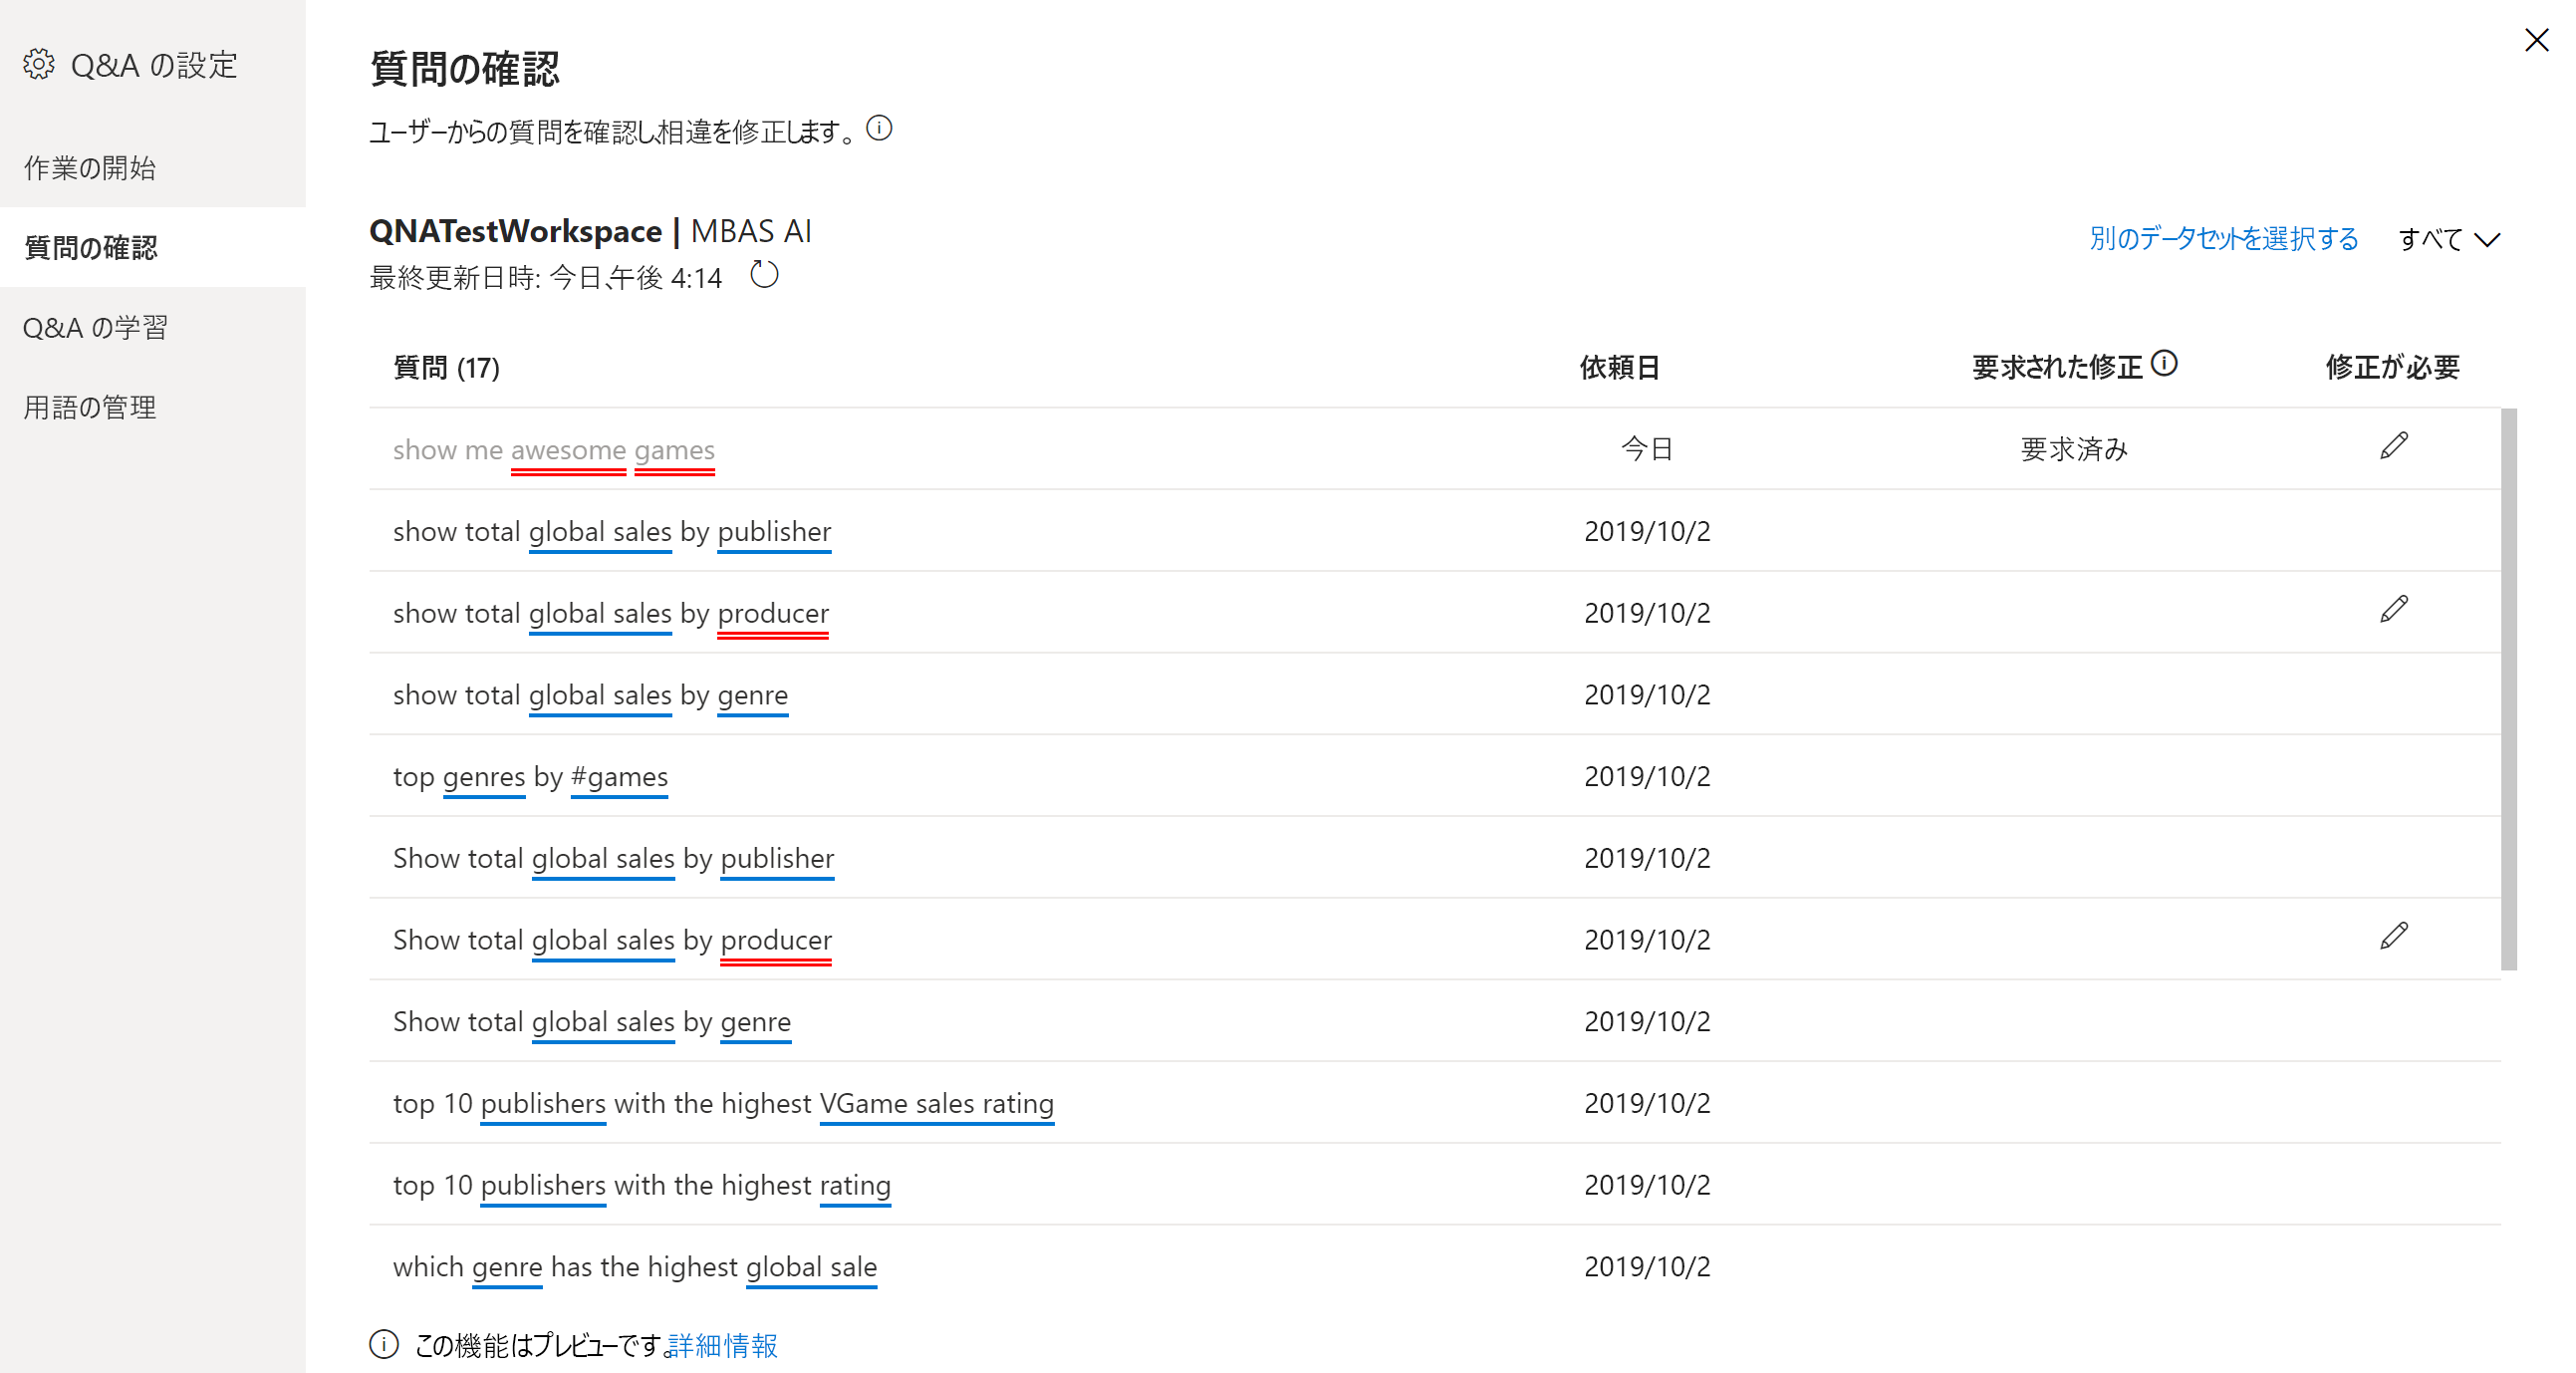 Q&A の設定
作業の開始
質問の確認
Q&A の学習
用語の管理
質問の確認
ユーザーからの質問を確認し、相違を修正します。
QNATestWorkspace | MBAS AI
最終更新日時: 今日、午後 4:14
別のデータセットを選択する すべて
質問 (17) 依頼日 要求された修正 修正が必要
show me awesome games 今日 要求済み
show total global sales by publisher 2019/10/2
show total global sales by producer 2019/10/2
show total global sales by genre 2019/10/2
top genres by #games 2019/10/2
Show total global sales by publisher 2019/10/2
Show total global sales by producer 2019/10/2
Show total global sales by genre 2019/10/2
top 10 publishers with the highest VGame sales rating 2019/10/2
top 10 publishers with the highest rating 2019/10/2
which genre has the highest global sale 2019/10/2
この機能はプレビューです。詳細情報